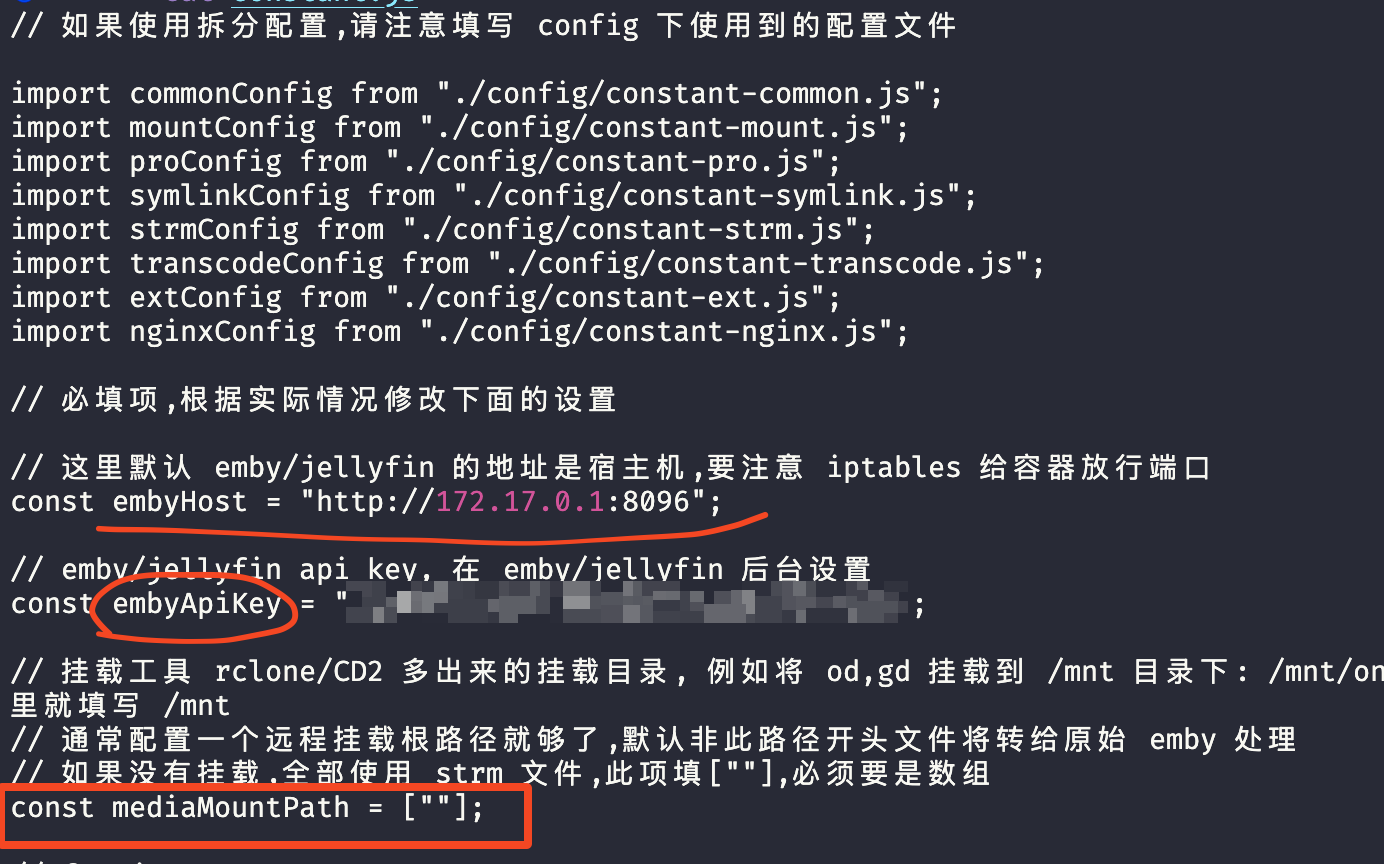 // 如果使用拆分配置,请注意填写 config 下使用到的配置文件
import commonConfig from "./config/constant-common.js";
import mountConfig from "./config/constant-mount.js";
import proConfig from "./config/constant-pro.js";
import symlinkConfig from "./config/constant-symlink.js";
import strmConfig from "./config/constant-strm.js";
import transcodeConfig from "./config/constant-transcode.js";
import extConfig from "./config/constant-ext.js";
import nginxConfig from "./config/constant-nginx.js";
// 必填项,根据实际情况修改下面的设置
// 这里默认 emby/jellyfin 的地址是宿主机,要注意 iptables 给容器放行端口
const embyHost = "http://172.17.0.1:8096";
// emby/jellyfin api key, 在 emby/jellyfin 后台设置
const embyApiKey = " ;
// 挂载工具 rclone/CD2 多出来的挂载目录, 例如将 od,gd 挂载到 /mnt 目录下: /mnt/on
里就填写 /mnt
// 通常配置一个远程挂载根路径就够了,默认非此路径开头文件将转给原始 emby 处理
// 如果没有挂载,全部使用 strm 文件,此项填[""],必须要是数组
const mediaMountPath = [""];